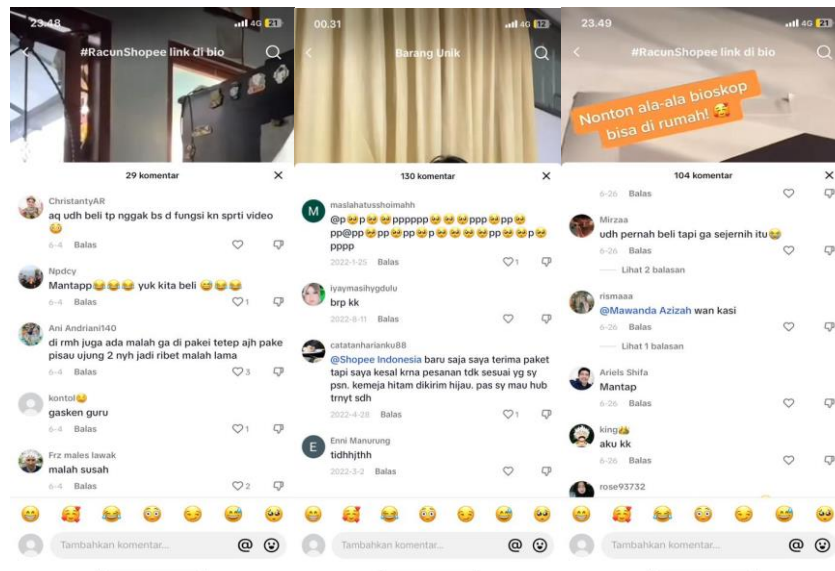 23.48
4G 21
#RacunShopee link di bio
29 komentar
ChristantyAR
aq udh beli tp nggak bs d fungsi kn sprti video
6-4 Balas
Npdcy
Mantapp yuk kita beli
6-4 Balas 1
Ani Andriani140
di rmh juga ada malah ga di pakei tetep ajh pake
pisau ujung 2 nyh jadi ribet malah lama
6-4 Balas 3
kontol
gasken guru
6-4 Balas 1
Frz males lawak
malah susah
6-4 Balas 2
Tambahkan komentar...
@
00.31
4G 12
Barang Unik
130 komentar
M
maslahatusshoimahh
@p p pppppp ppp pp
pp@pp pp pp p pp p
pppp
2022-1-25 Balas 1
iyaymasihygdulu
brp kk
2022-8-11 Balas
catatanharianku88
@Shopee Indonesia baru saja saya terima paket
tapi saya kesal krna pesanan tdk sesuai yg sy
psn. kemeja hitam dikirim hijau. pas sy mau hub
trnyt sdh
2022-4-28 Balas 1
E
Enni Manurung
tidhhjthh
2022-3-2 Balas
Tambahkan komentar...
@
23.49
4G 21
#RacunShopee link di bio
Nonton ala-ala bioskop
bisa di rumah!
104 komentar
6-26 Balas
Mirzaa
udh pernah beli tapi ga sejernih itu
6-26 Balas
Lihat 2 balasan
rismaaa
@Mawanda Azizah wan kasi
6-26 Balas
Lihat 1 balasan
Ariels Shifa
Mantap
6-26 Balas
king
aku kk
6-26 Balas
rose93732
Tambahkan komentar...
@